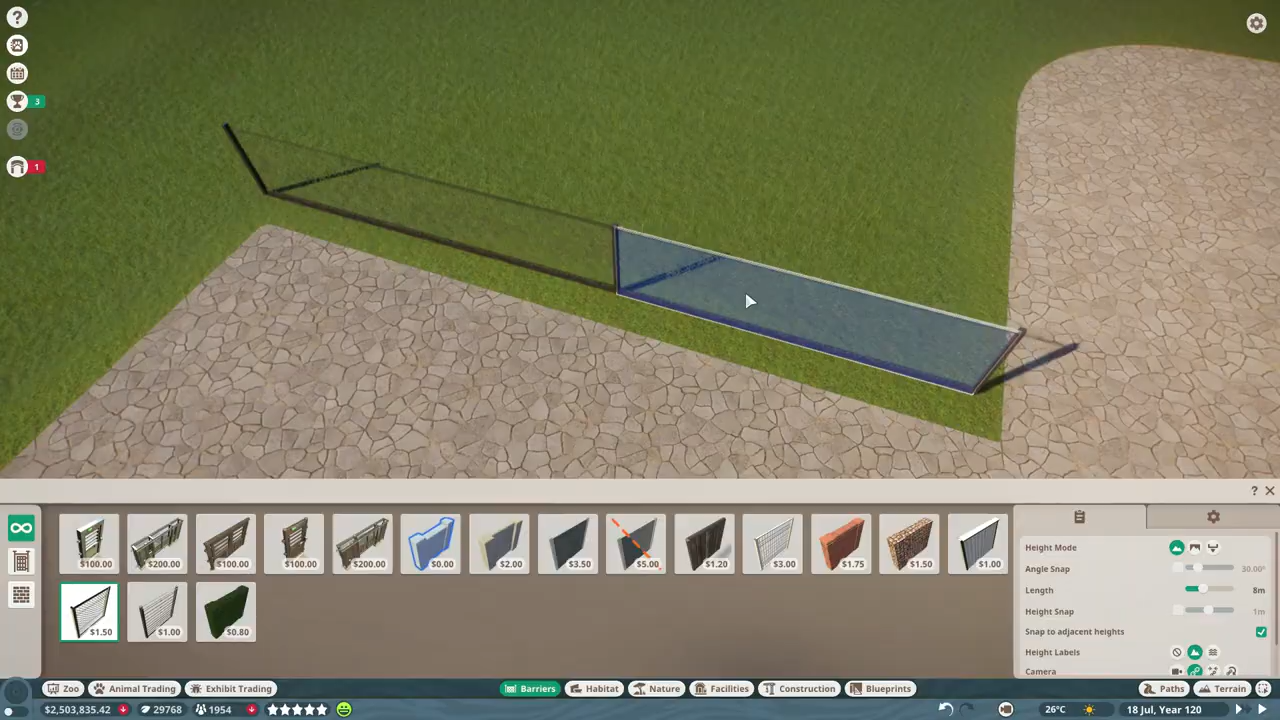 ?
3
1
? ×
$100.00 $200.00 $100.00 $100.00 $200.00 $0.00 $2.00 $3.50 $5.00 $1.20 $3.00 $1.75 $1.50 $1.00
$1.50 $1.00 $0.80
Height Mode
Angle Snap 30.00°
Length 8m
Height Snap 1m
Snap to adjacent heights
Height Labels
Camera
Zoo Animal Trading Exhibit Trading Barriers Habitat Nature Facilities Construction Blueprints Paths Terrain
$2,503,835.42 29768 1954 26°C 18 Jul, Year 120